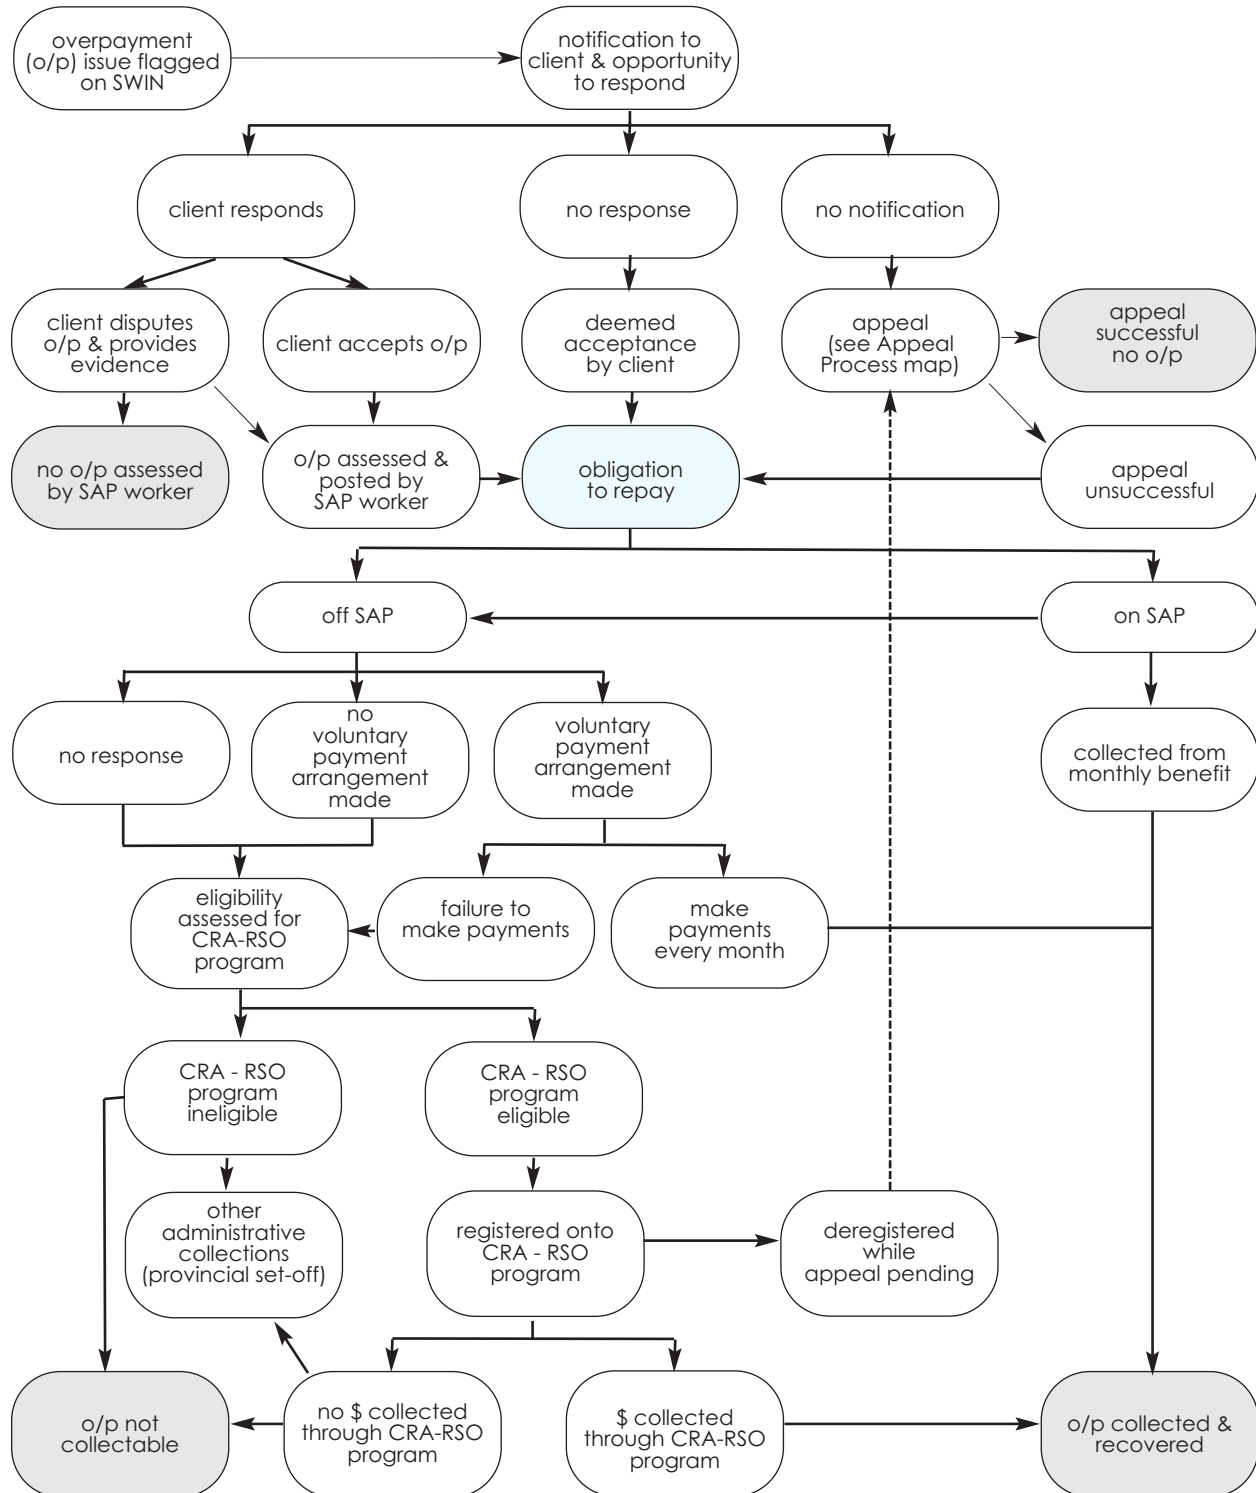 overpayment
(o/p) issue flagged
on SWIN
notification to
client & opportunity
to respond
client responds
no response
no notification
client disputes
o/p & provides
evidence
client accepts o/p
deemed
acceptance
by client
appeal
(see Appeal
Process map)
appeal
successful
no o/p
no o/p assessed
by SAP worker
o/p assessed &
posted by
SAP worker
obligation
to repay
appeal
unsuccessful
off SAP
on SAP
no response
no
voluntary
payment
arrangement
made
voluntary
payment
arrangement
made
collected from
monthly benefit
eligibility
assessed for
CRA-RSO
program
failure to
make payments
make
payments
every month
CRA - RSO
program
ineligible
CRA - RSO
program
eligible
other
administrative
collections
(provincial set-off)
registered onto
CRA - RSO
program
deregistered
while
appeal pending
o/p not
collectable
no $ collected
through CRA-RSO
program
$ collected
through CRA-RSO
program
o/p collected &
recovered